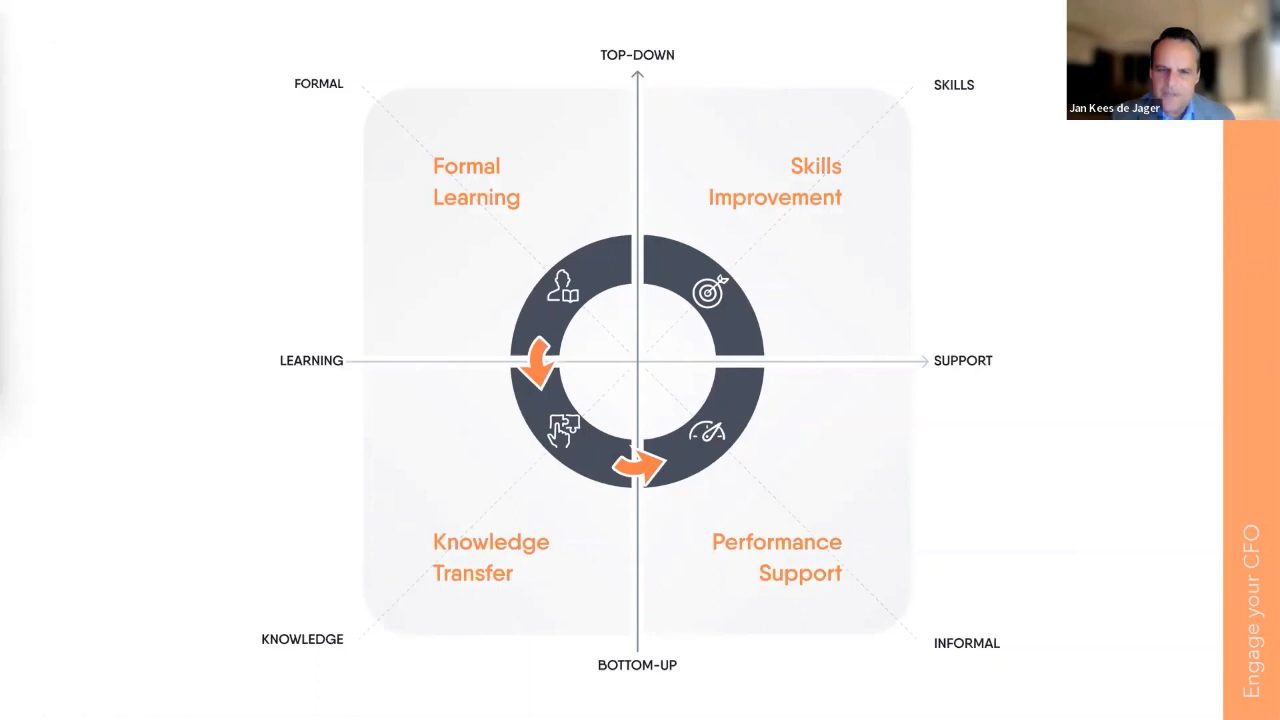 TOP-DOWN
FORMAL
SKILLS
Jan Kees de Jager
Formal
Learning
Skills
Improvement
LEARNING
SUPPORT
Knowledge
Transfer
Performance
Support
KNOWLEDGE
INFORMAL
BOTTOM-UP
Engage your CFO